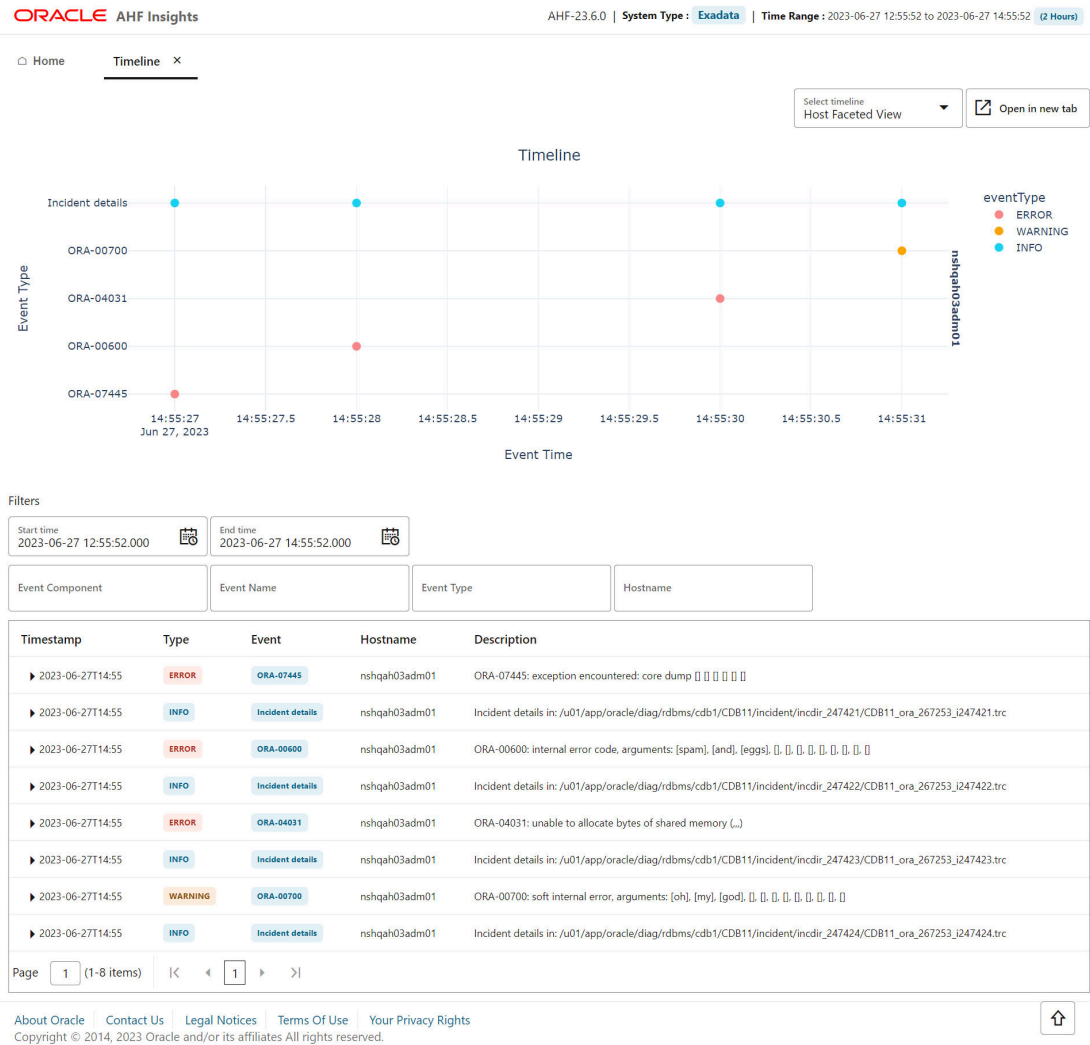 ORACLE AHF Insights
AHF-23.6.0 | System Type : Exadata | Time Range : 2023-06-27 12:55:52 to 2023-06-27 14:55:52 (2 Hours)
Home Timeline ×
Select timeline
Host Faceted View
Open in new tab
Timeline
Event Type
Incident details
ORA-00700
ORA-04031
ORA-00600
ORA-07445
14:55:27 14:55:27.5 14:55:28 14:55:28.5 14:55:29 14:55:29.5 14:55:30 14:55:30.5 14:55:31
Jun 27, 2023
Event Time
nshqah03adm01
eventType
ERROR
WARNING
INFO
Filters
Start time
2023-06-27 12:55:52.000
End time
2023-06-27 14:55:52.000
Event Component Event Name Event Type Hostname
Timestamp Type Event Hostname Description
2023-06-27T14:55 ERROR ORA-07445 nshqah03adm01 ORA-07445: exception encountered: core dump [] [] [] [] [] []
2023-06-27T14:55 INFO Incident details nshqah03adm01 Incident details in: /u01/app/oracle/diag/rdbms/cdb1/CDB11/incident/incdir_247421/CDB11_ora_267253_i247421.trc
2023-06-27T14:55 ERROR ORA-00600 nshqah03adm01 ORA-00600: internal error code, arguments: [spam], [and], [eggs], [], [], [], [], [], [], [], [], []
2023-06-27T14:55 INFO Incident details nshqah03adm01 Incident details in: /u01/app/oracle/diag/rdbms/cdb1/CDB11/incident/incdir_247422/CDB11_ora_267253_i247422.trc
2023-06-27T14:55 ERROR ORA-04031 nshqah03adm01 ORA-04031: unable to allocate bytes of shared memory (,,,)
2023-06-27T14:55 INFO Incident details nshqah03adm01 Incident details in: /u01/app/oracle/diag/rdbms/cdb1/CDB11/incident/incdir_247423/CDB11_ora_267253_i247423.trc
2023-06-27T14:55 WARNING ORA-00700 nshqah03adm01 ORA-00700: soft internal error, arguments: [oh], [my], [god], [], [], [], [], [], [], [], [], []
2023-06-27T14:55 INFO Incident details nshqah03adm01 Incident details in: /u01/app/oracle/diag/rdbms/cdb1/CDB11/incident/incdir_247424/CDB11_ora_267253_i247424.trc
Page 1 (1-8 items) 1
About Oracle Contact Us Legal Notices Terms Of Use Your Privacy Rights
Copyright © 2014, 2023 Oracle and/or its affiliates All rights reserved.